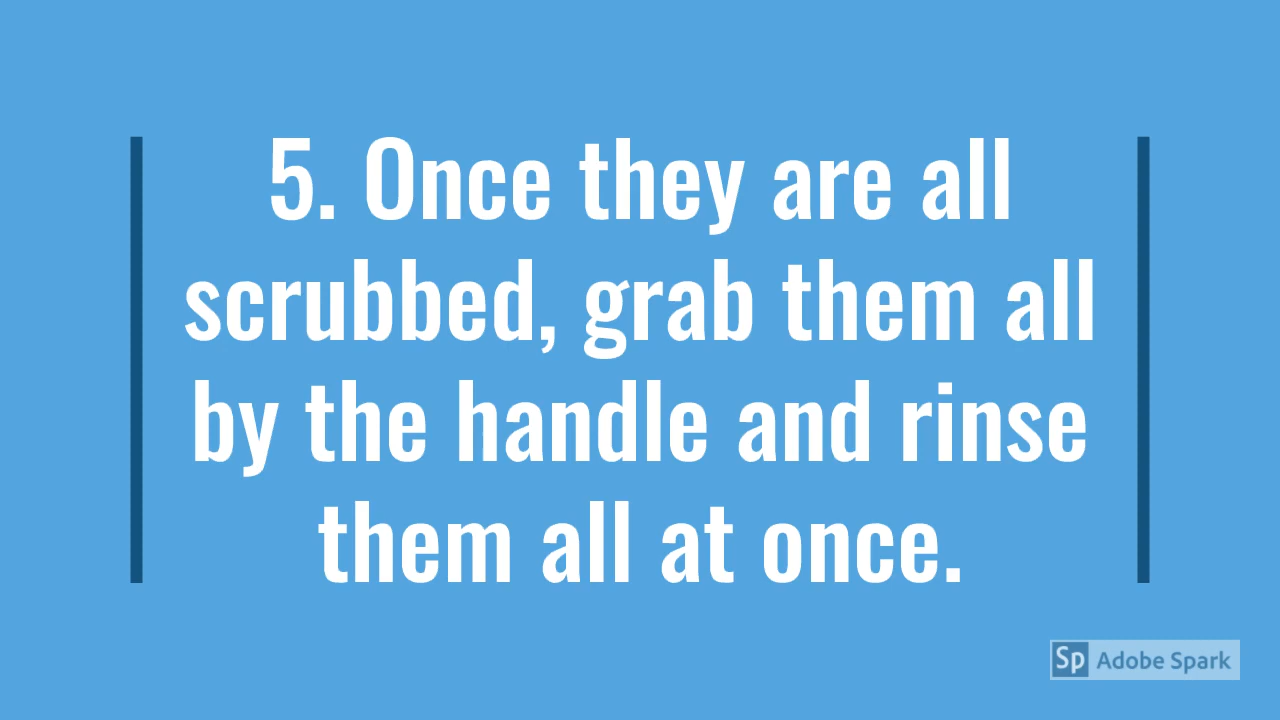 5. Once they are all
scrubbed, grab them all
by the handle and rinse
them all at once.
Sp Adobe Spark